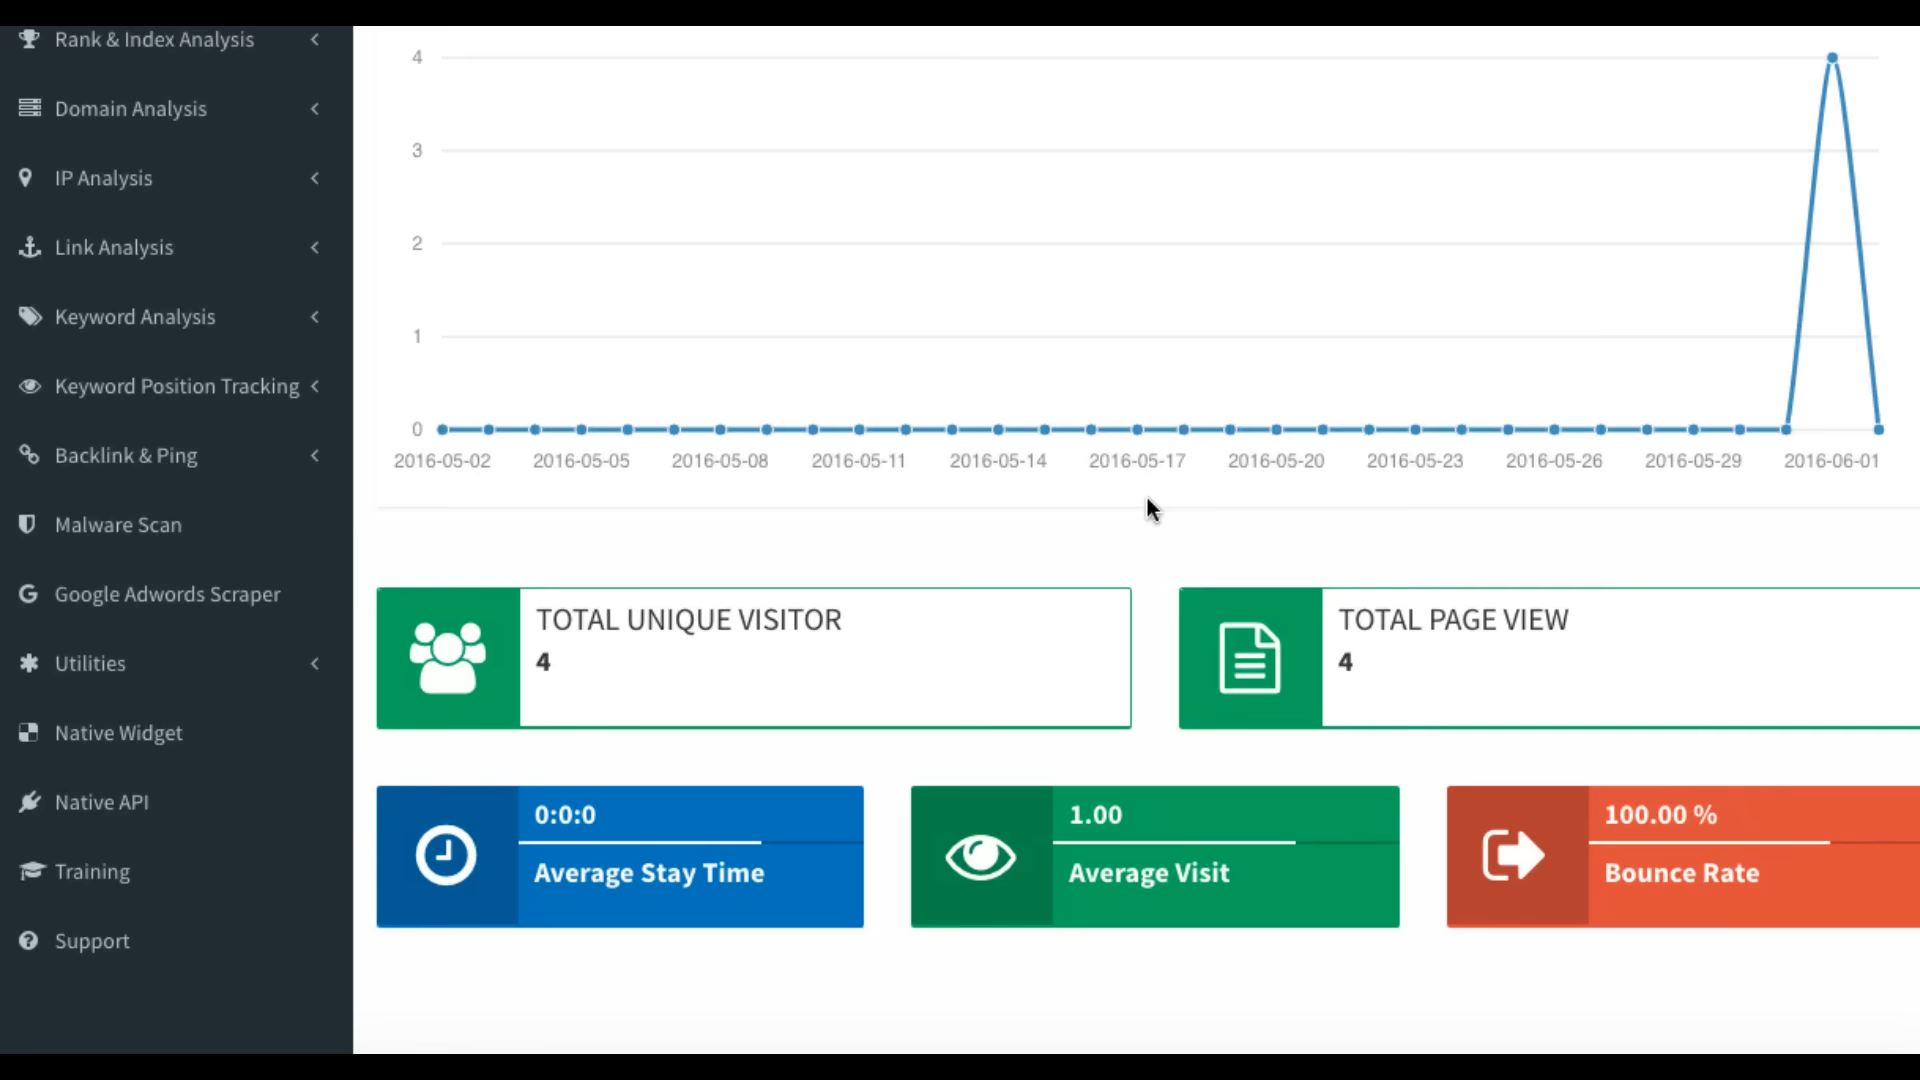 Rank & Index Analysis
Domain Analysis
IP Analysis
Link Analysis
Keyword Analysis
Keyword Position Tracking
Backlink & Ping
Malware Scan
Google Adwords Scraper
Utilities
Native Widget
Native API
Training
Support
4
3
2
1
0
2016-05-02 2016-05-05 2016-05-08 2016-05-11 2016-05-14 2016-05-17 2016-05-20 2016-05-23 2016-05-26 2016-05-29 2016-06-01
TOTAL UNIQUE VISITOR
4
TOTAL PAGE VIEW
4
0:0:0
Average Stay Time
1.00
Average Visit
100.00 %
Bounce Rate